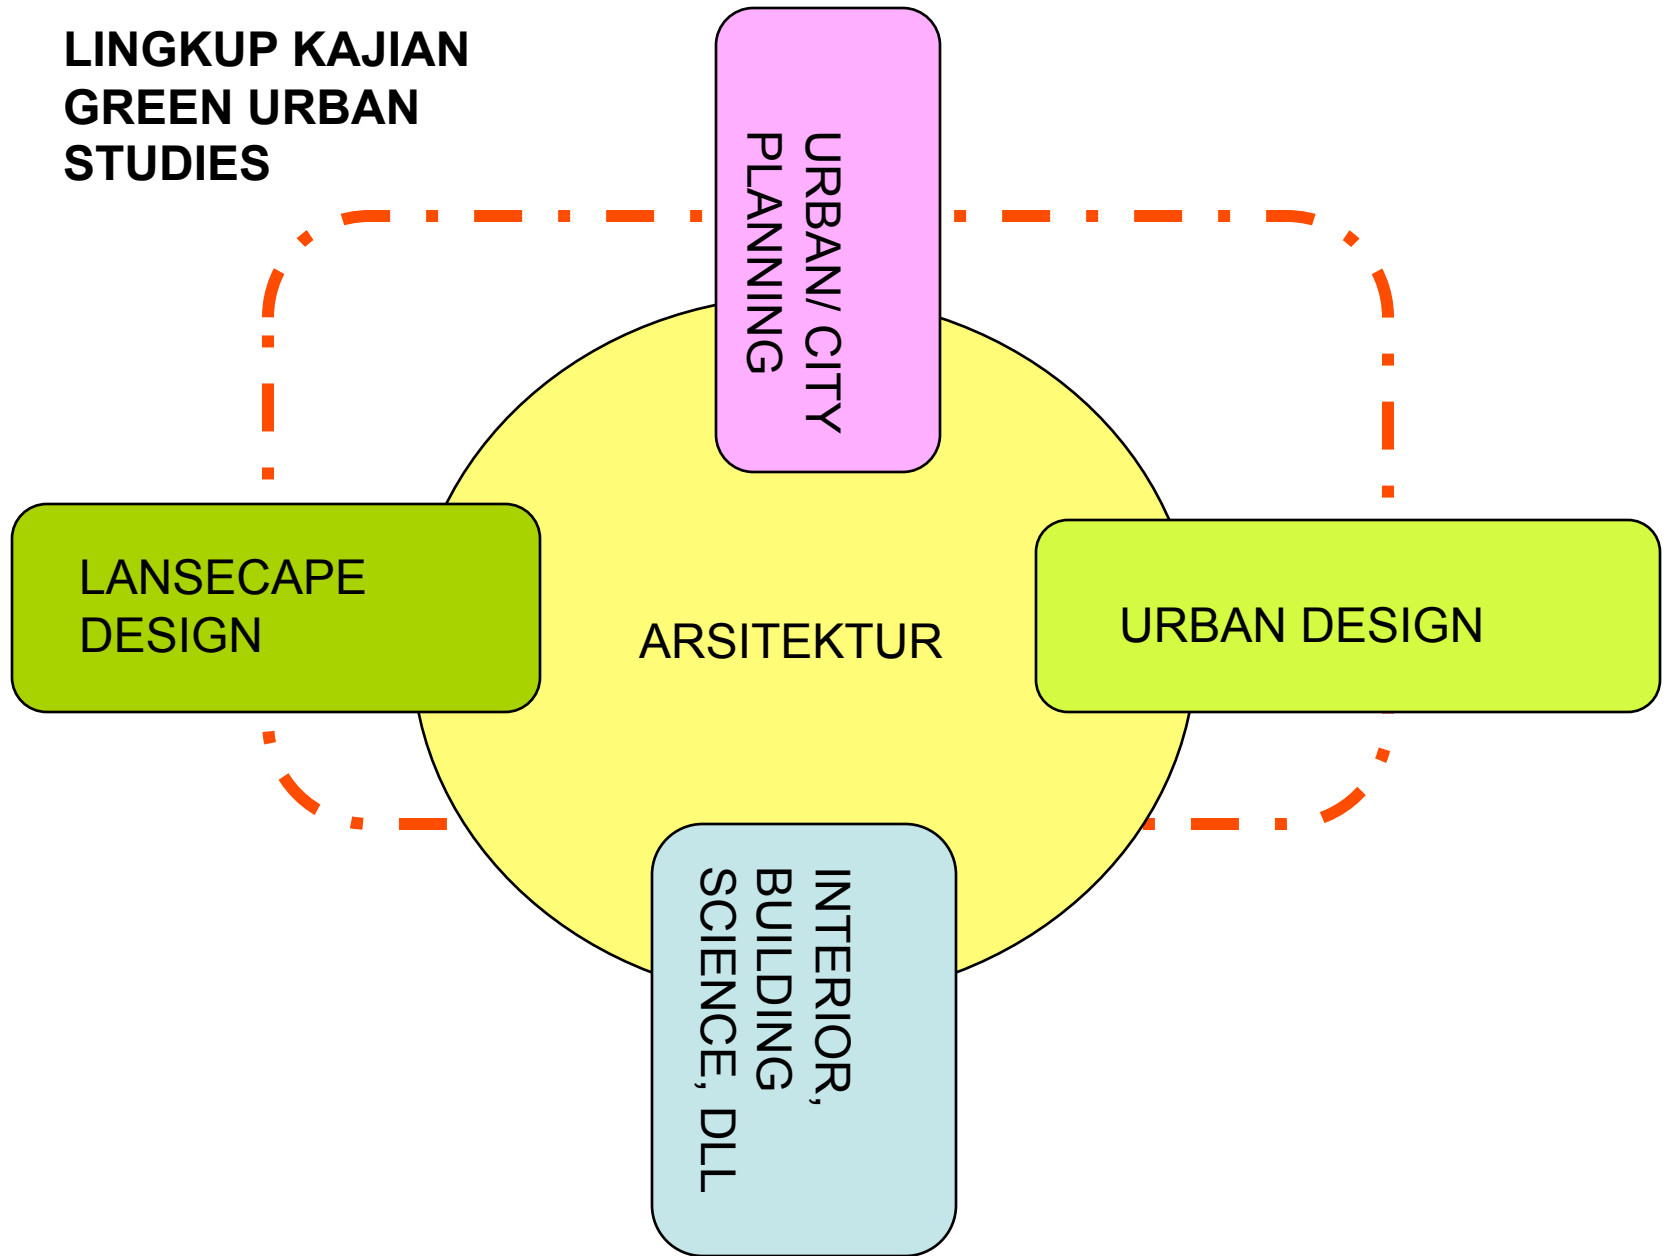 LINGKUP KAJIAN
GREEN URBAN
STUDIES
URBAN/ CITY
PLANNING
LANSECAPE
DESIGN
ARSITEKTUR
URBAN DESIGN
INTERIOR,
BUILDING
SCIENCE, DLL